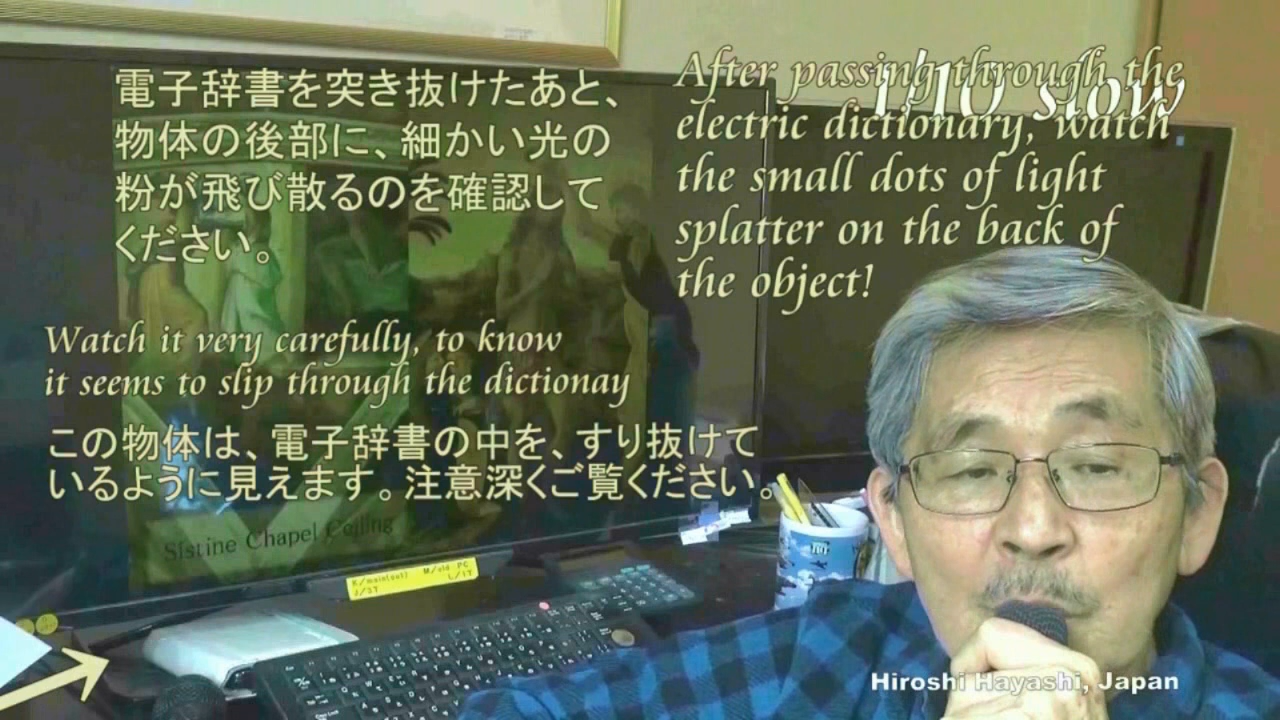 電子辞書を突き抜けたあと、
物体の後部に、細かい光の
粉が飛び散るのを確認して
ください。
After passing through the
electric dictionary, watch
the small dots of light
splatter on the back of
the object!
1/10 slow
Watch it very carefully, to know
it seems to slip through the dictionay
この物体は、電子辞書の中を、すり抜けて
いるように見えます。注意深くご覧ください。
Sistine Chapel Ceiling
K/main(out) M/old PC
J/3T L/1T
Hiroshi Hayashi, Japan